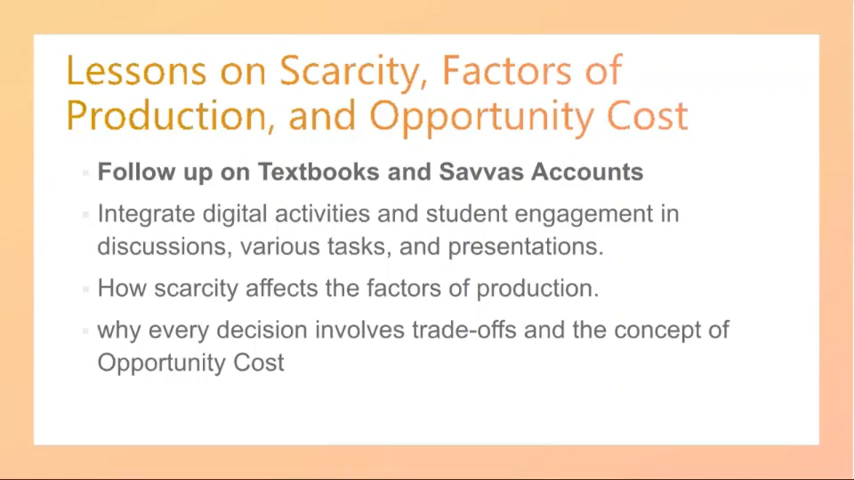 Lessons on Scarcity, Factors of
Production, and Opportunity Cost
Follow up on Textbooks and Savvas Accounts
Integrate digital activities and student engagement in
discussions, various tasks, and presentations.
How scarcity affects the factors of production.
why every decision involves trade-offs and the concept of
Opportunity Cost